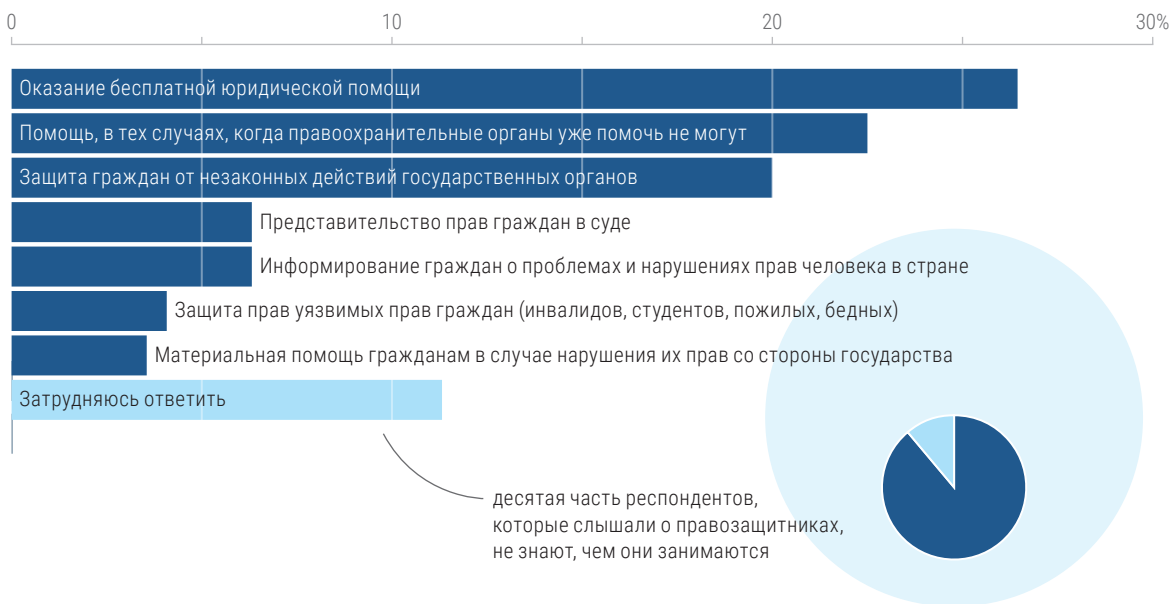 0 10 20 30%
Оказание бесплатной юридической помощи
Помощь, в тех случаях, когда правоохранительные органы уже помочь не могут
Защита граждан от незаконных действий государственных органов
Представительство прав граждан в суде
Информирование граждан о проблемах и нарушениях прав человека в стране
Защита прав уязвимых прав граждан (инвалидов, студентов, пожилых, бедных)
Материальная помощь гражданам в случае нарушения их прав со стороны государства
Затрудняюсь ответить
десятая часть респондентов,
которые слышали о правозащитниках,
не знают, чем они занимаются